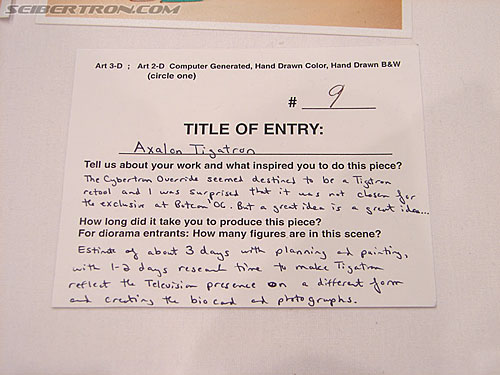 SEIBERTRON.COM
Art 3-D ; Art 2-D Computer Generated, Hand Drawn Color, Hand Drawn B&W
(circle one)
# 9
TITLE OF ENTRY:
Axalon Tigatron
Tell us about your work and what inspired you to do this piece?
The Cybertron Override seemed destined to be a Tigatron
retool and I was surprised that it was not chosen for
the exclusive at Botcon '06. But a great idea is a great idea...
How long did it take you to produce this piece?
For diorama entrants: How many figures are in this scene?
Estimate of about 3 days with planning and painting,
with 1-2 days research time to make Tigatron
reflect the Television presence on a different form
and creating the bio card and photographs.